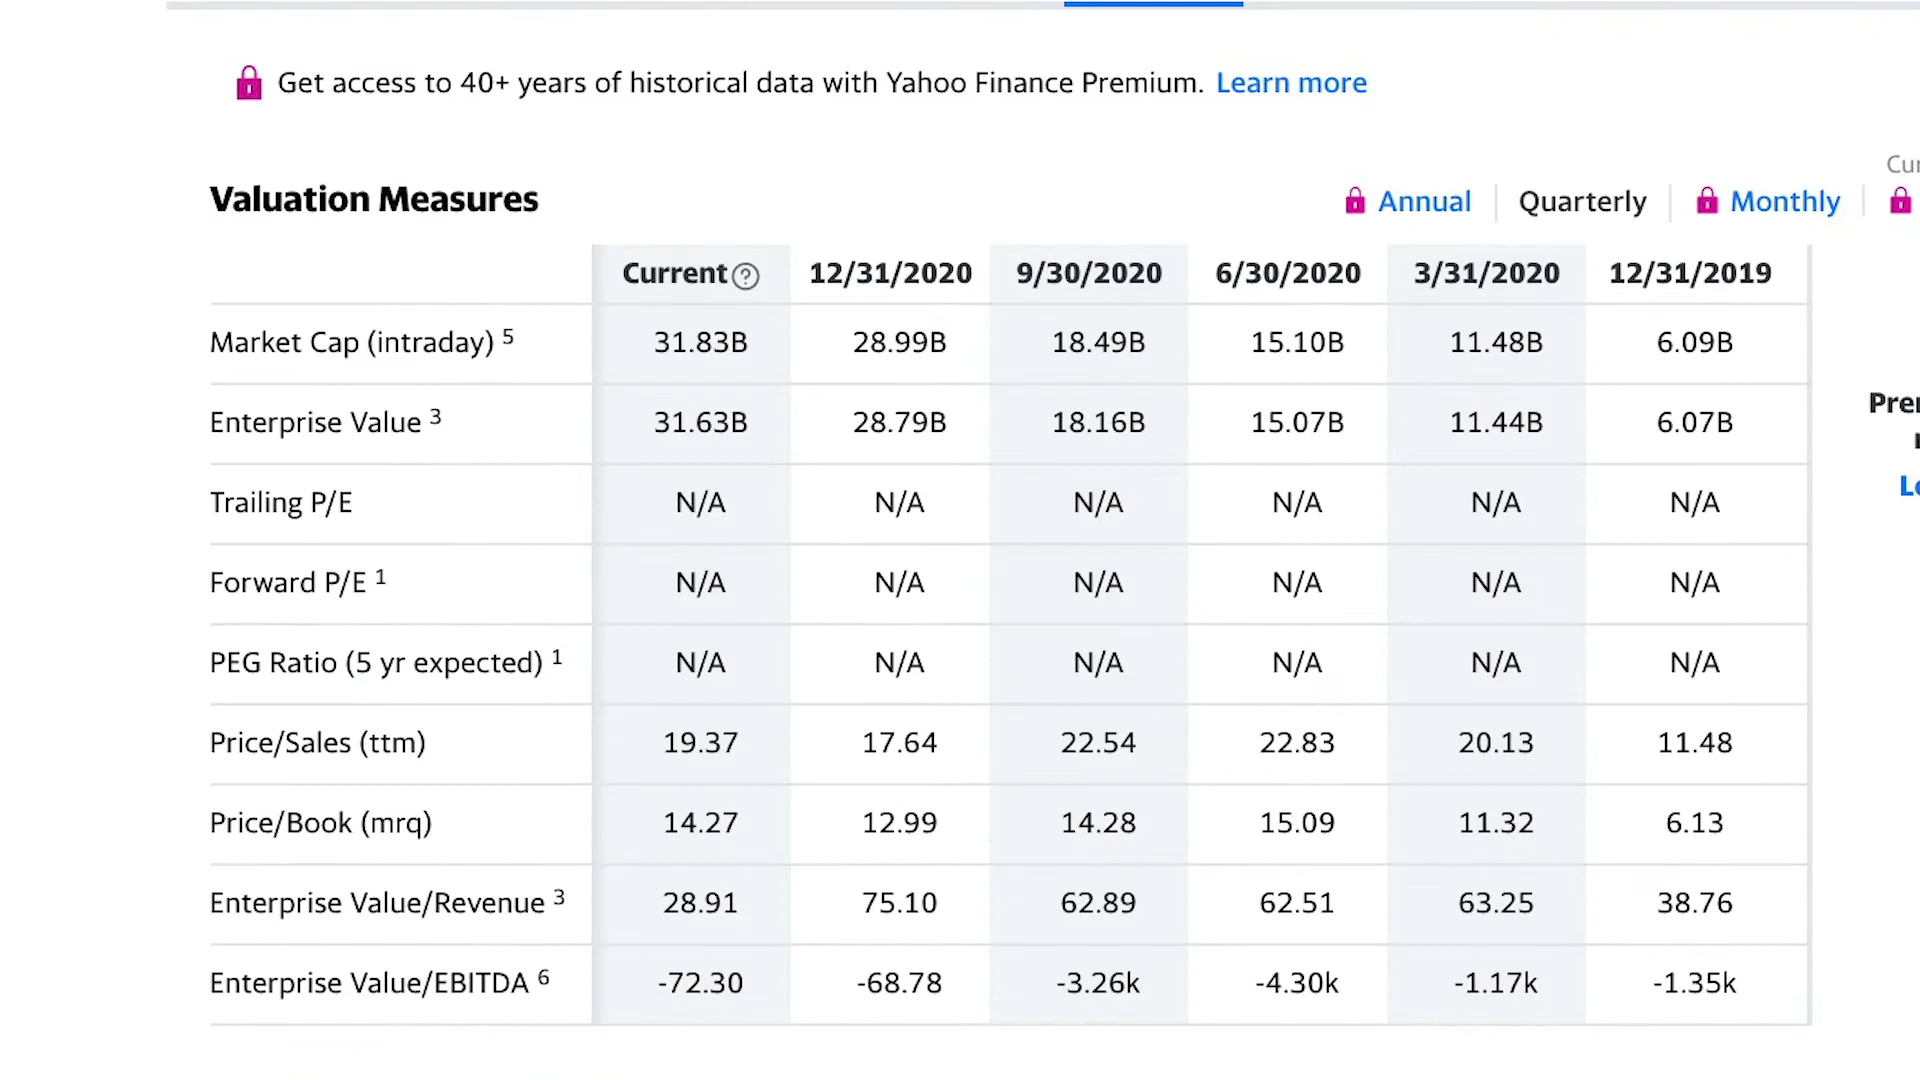 Get access to 40+ years of historical data with Yahoo Finance Premium. Learn more
Cur
Valuation Measures Annual Quarterly Monthly
Current ? 12/31/2020 9/30/2020 6/30/2020 3/31/2020 12/31/2019
Market Cap (intraday) 5 31.83B 28.99B 18.49B 15.10B 11.48B 6.09B
Pre
Enterprise Value 3 31.63B 28.79B 18.16B 15.07B 11.44B 6.07B
Trailing P/E N/A N/A N/A N/A N/A N/A
Forward P/E 1 N/A N/A N/A N/A N/A N/A
PEG Ratio (5 yr expected) 1 N/A N/A N/A N/A N/A N/A
Price/Sales (ttm) 19.37 17.64 22.54 22.83 20.13 11.48
Price/Book (mrq) 14.27 12.99 14.28 15.09 11.32 6.13
Enterprise Value/Revenue 3 28.91 75.10 62.89 62.51 63.25 38.76
Enterprise Value/EBITDA 6 -72.30 -68.78 -3.26k -4.30k -1.17k -1.35k